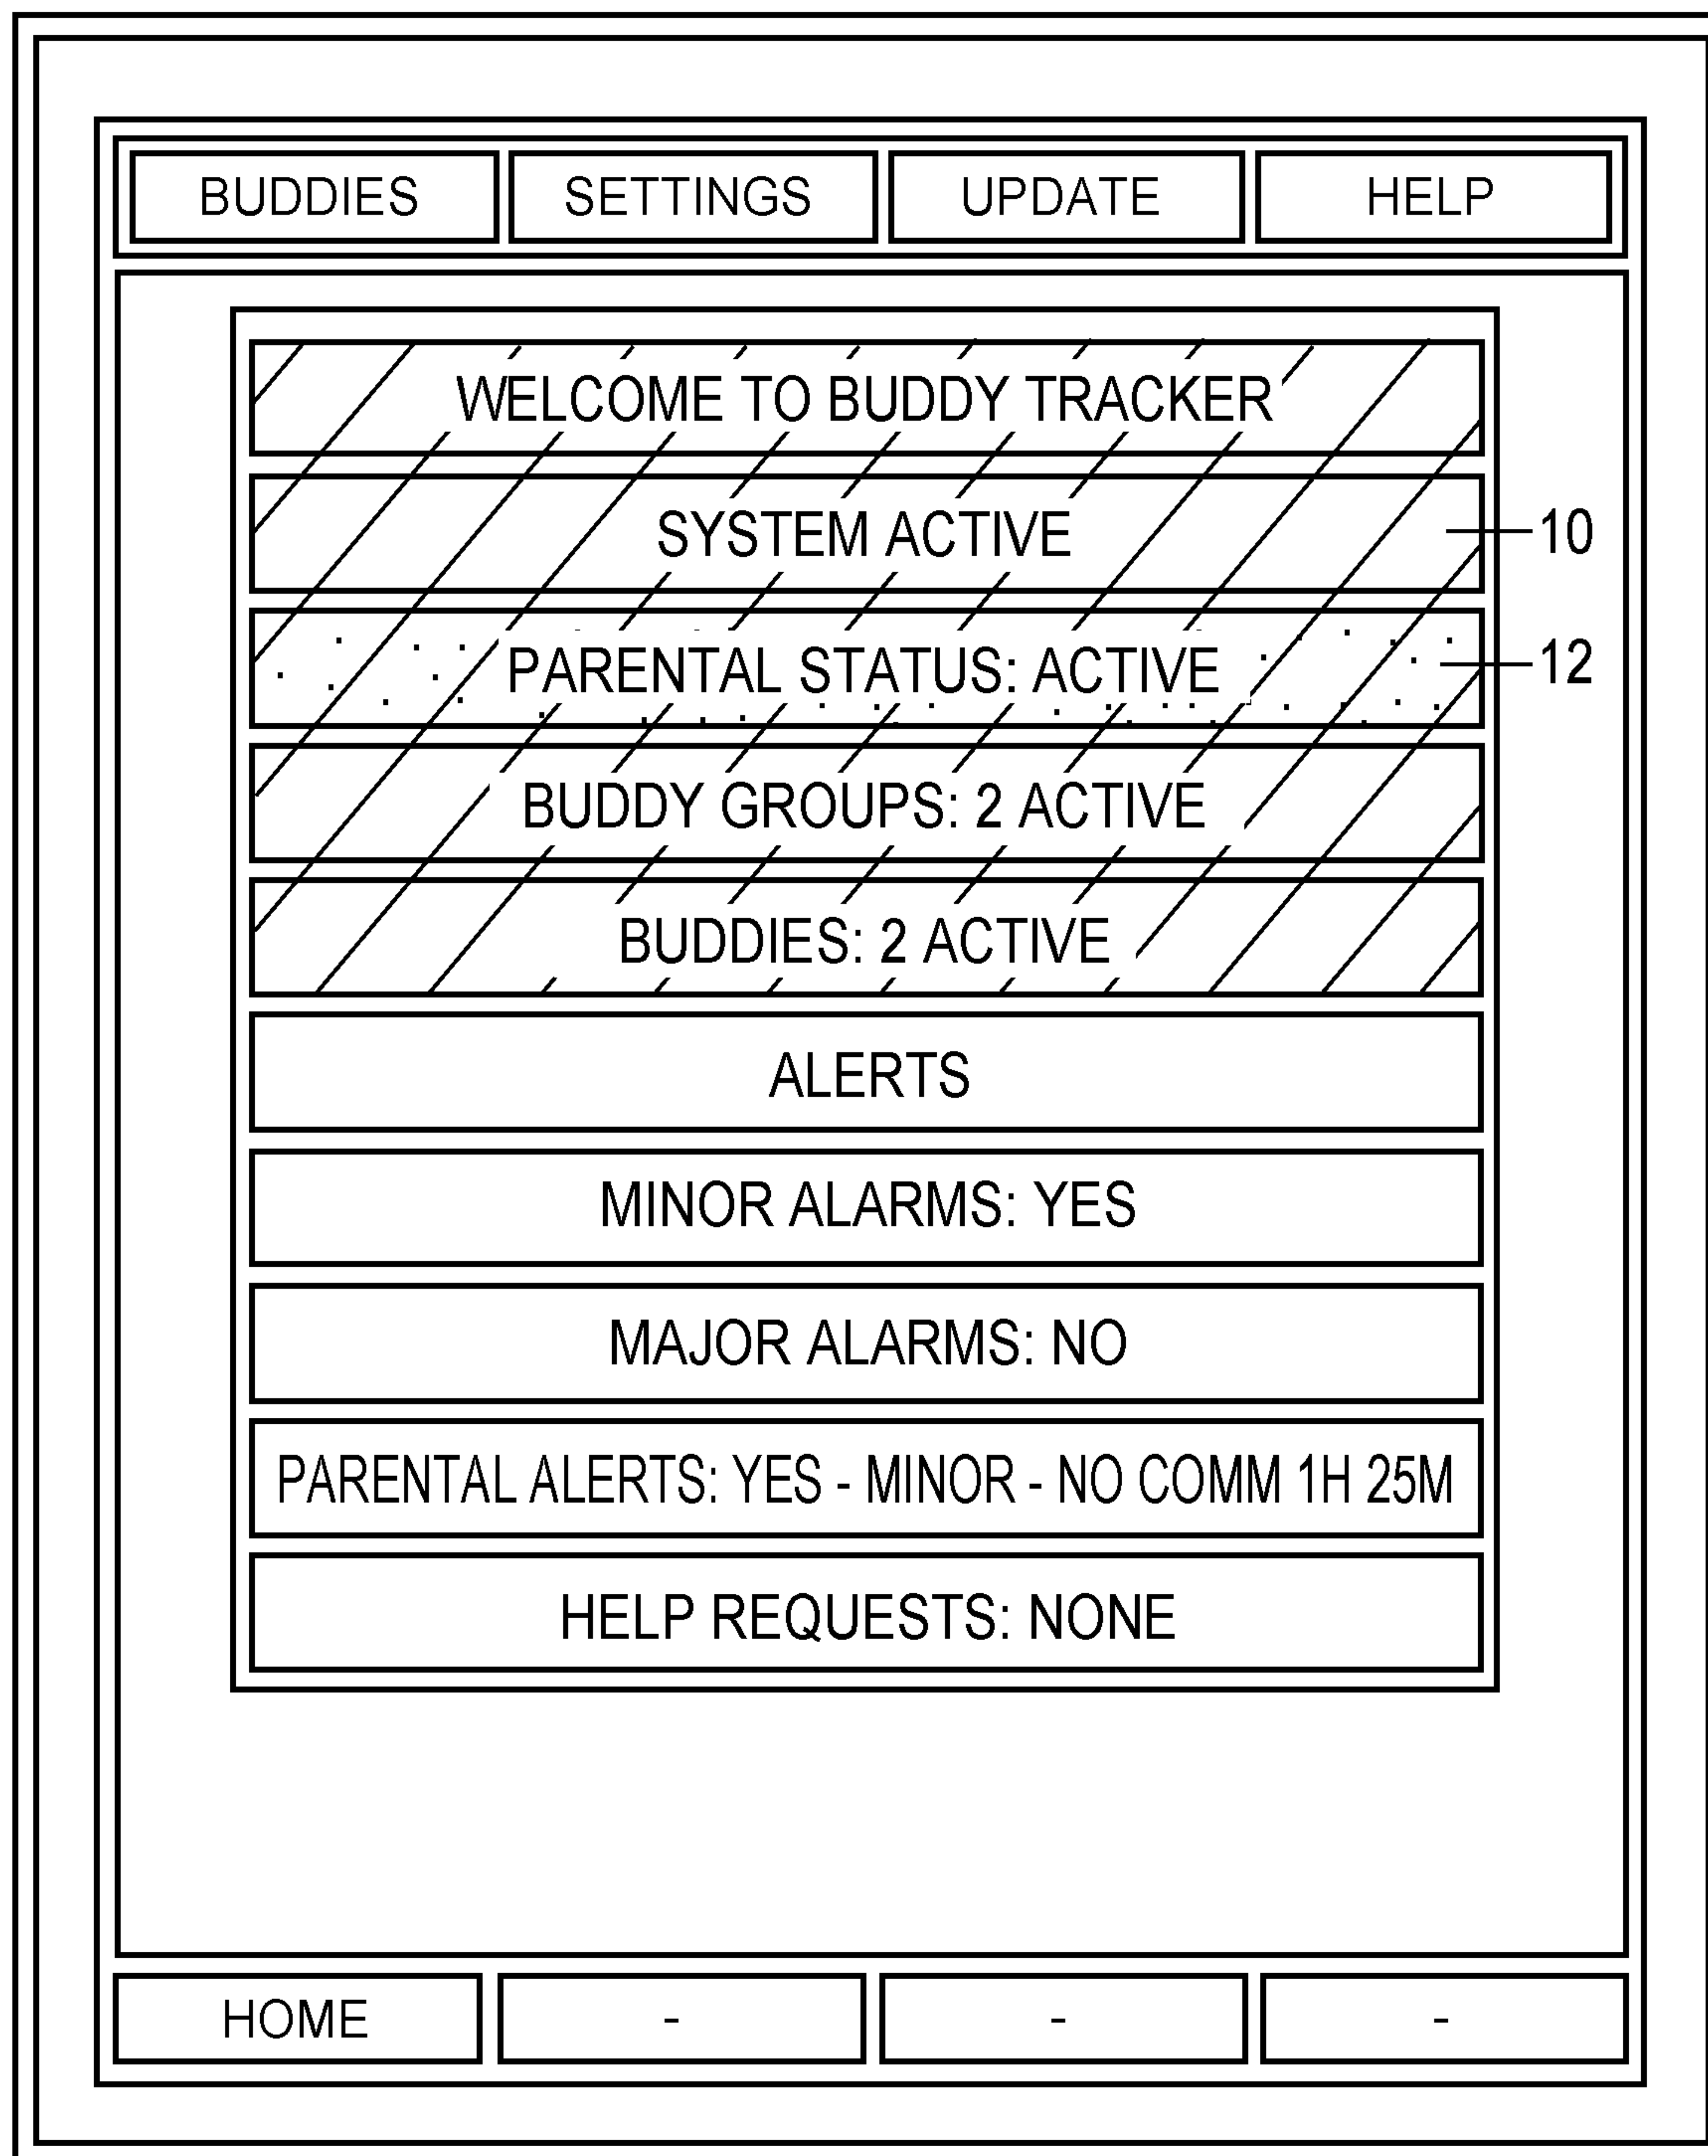 BUDDIES SETTINGS UPDATE HELP
WELCOME TO BUDDY TRACKER
SYSTEM ACTIVE 10
PARENTAL STATUS: ACTIVE 12
BUDDY GROUPS: 2 ACTIVE
BUDDIES: 2 ACTIVE
ALERTS
MINOR ALARMS: YES
MAJOR ALARMS: NO
PARENTAL ALERTS: YES - MINOR - NO COMM 1H 25M
HELP REQUESTS: NONE
HOME - - -